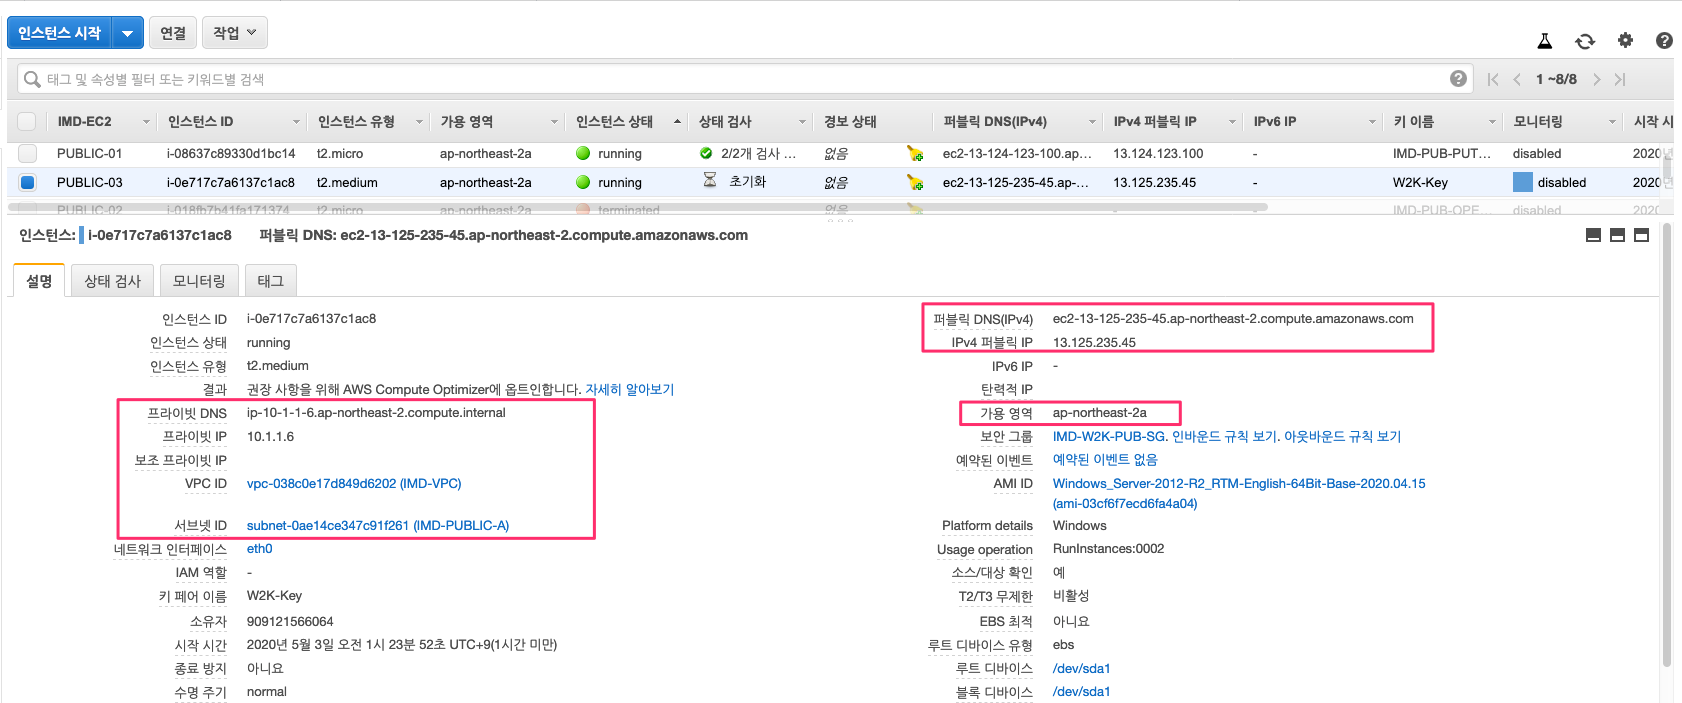 인스턴스 시작 연결 작업
태그 및 속성별 필터 또는 키워드별 검색 1 ~8/8
IMD-EC2 인스턴스 ID 인스턴스 유형 가용 영역 인스턴스 상태 상태 검사 경보 상태 퍼블릭 DNS(IPv4) IPv4 퍼블릭 IP IPv6 IP 키 이름 모니터링 시작 시
PUBLIC-01 i-08637c89330d1bc14 t2.micro ap-northeast-2a running 2/2개 검사 ... 없음 ec2-13-124-123-100.ap... 13.124.123.100 - IMD-PUB-PUT... disabled 2020년
PUBLIC-03 i-0e717c7a6137c1ac8 t2.medium ap-northeast-2a running 초기화 없음 ec2-13-125-235-45.ap-... 13.125.235.45 - W2K-Key disabled 2020년
PUBLIC-02 i-018fb7b41fa171374 t2.micro ap-northeast-2a terminated 없음 - - IMD-PUB-OPE... disabled 2020년
인스턴스: i-0e717c7a6137c1ac8 퍼블릭 DNS: ec2-13-125-235-45.ap-northeast-2.compute.amazonaws.com
설명 상태 검사 모니터링 태그
인스턴스 ID i-0e717c7a6137c1ac8
인스턴스 상태 running
인스턴스 유형 t2.medium
결과 권장 사항을 위해 AWS Compute Optimizer에 옵트인합니다. 자세히 알아보기
프라이빗 DNS ip-10-1-1-6.ap-northeast-2.compute.internal
프라이빗 IP 10.1.1.6
보조 프라이빗 IP
VPC ID vpc-038c0e17d849d6202 (IMD-VPC)
서브넷 ID subnet-0ae14ce347c91f261 (IMD-PUBLIC-A)
네트워크 인터페이스 eth0
IAM 역할 -
키 페어 이름 W2K-Key
소유자 909121566064
시작 시간 2020년 5월 3일 오전 1시 23분 52초 UTC+9(1시간 미만)
종료 방지 아니요
수명 주기 normal
퍼블릭 DNS(IPv4) ec2-13-125-235-45.ap-northeast-2.compute.amazonaws.com
IPv4 퍼블릭 IP 13.125.235.45
IPv6 IP -
탄력적 IP
가용 영역 ap-northeast-2a
보안 그룹 IMD-W2K-PUB-SG. 인바운드 규칙 보기. 아웃바운드 규칙 보기
예약된 이벤트 예약된 이벤트 없음
AMI ID Windows_Server-2012-R2_RTM-English-64Bit-Base-2020.04.15
(ami-03cf6f7ecd6fa4a04)
Platform details Windows
Usage operation RunInstances:0002
소스/대상 확인 예
T2/T3 무제한 비활성
EBS 최적 아니요
루트 디바이스 유형 ebs
루트 디바이스 /dev/sda1
블록 디바이스 /dev/sda1